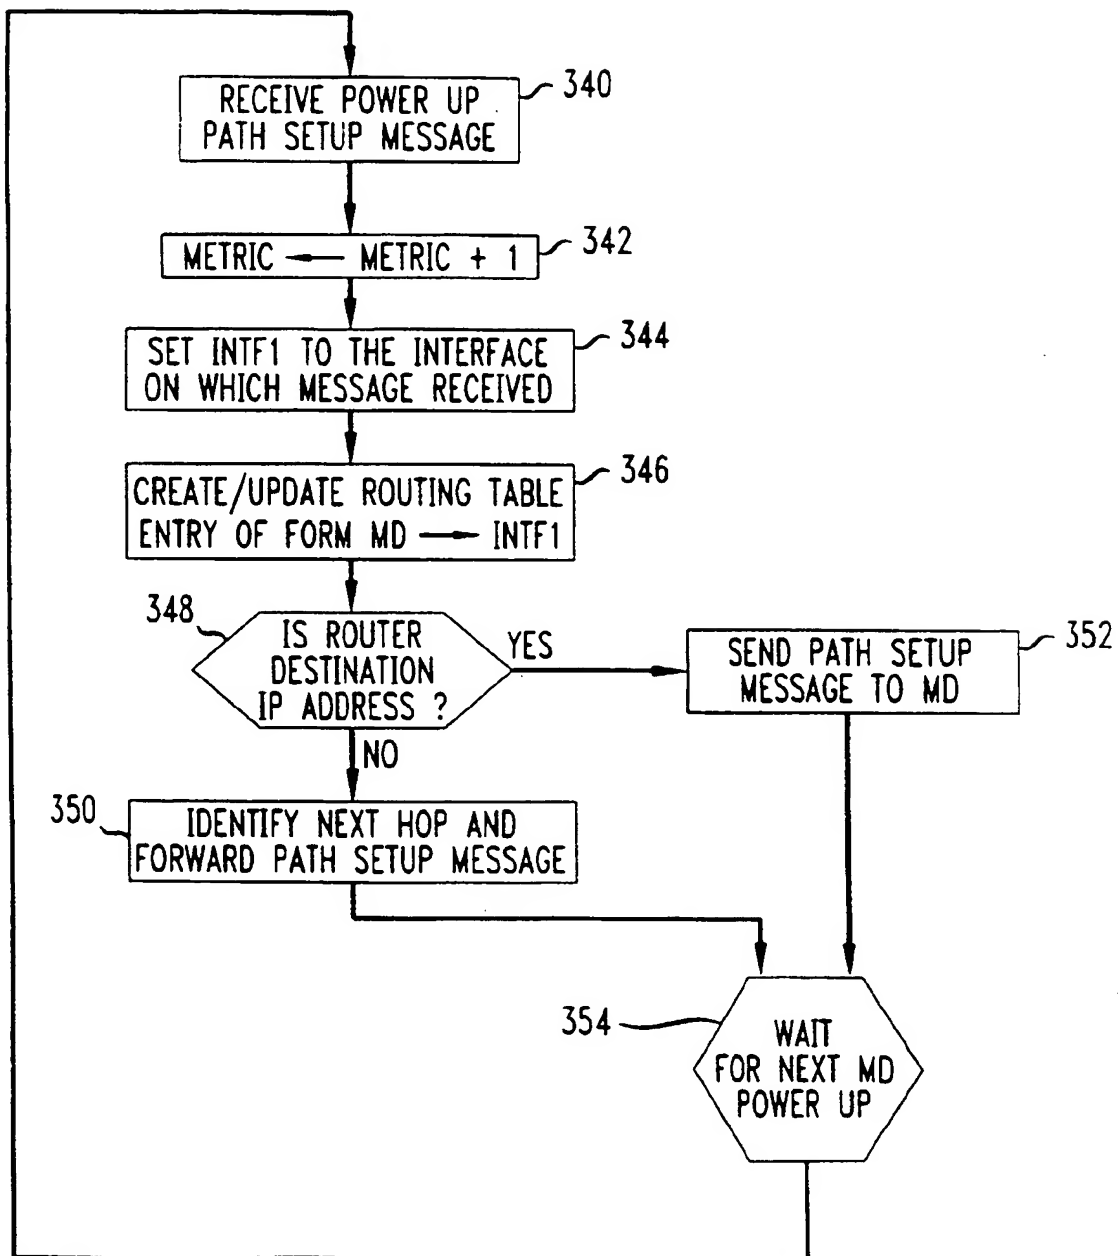 RECEIVE POWER UP
PATH SETUP MESSAGE
340
METRIC ← METRIC + 1
342
SET INTF1 TO THE INTERFACE
ON WHICH MESSAGE RECEIVED
344
CREATE/UPDATE ROUTING TABLE
ENTRY OF FORM MD → INTF1
346
348
IS ROUTER
DESTINATION
IP ADDRESS ?
YES
SEND PATH SETUP
MESSAGE TO MD
352
NO
350
IDENTIFY NEXT HOP AND
FORWARD PATH SETUP MESSAGE
354
WAIT
FOR NEXT MD
POWER UP